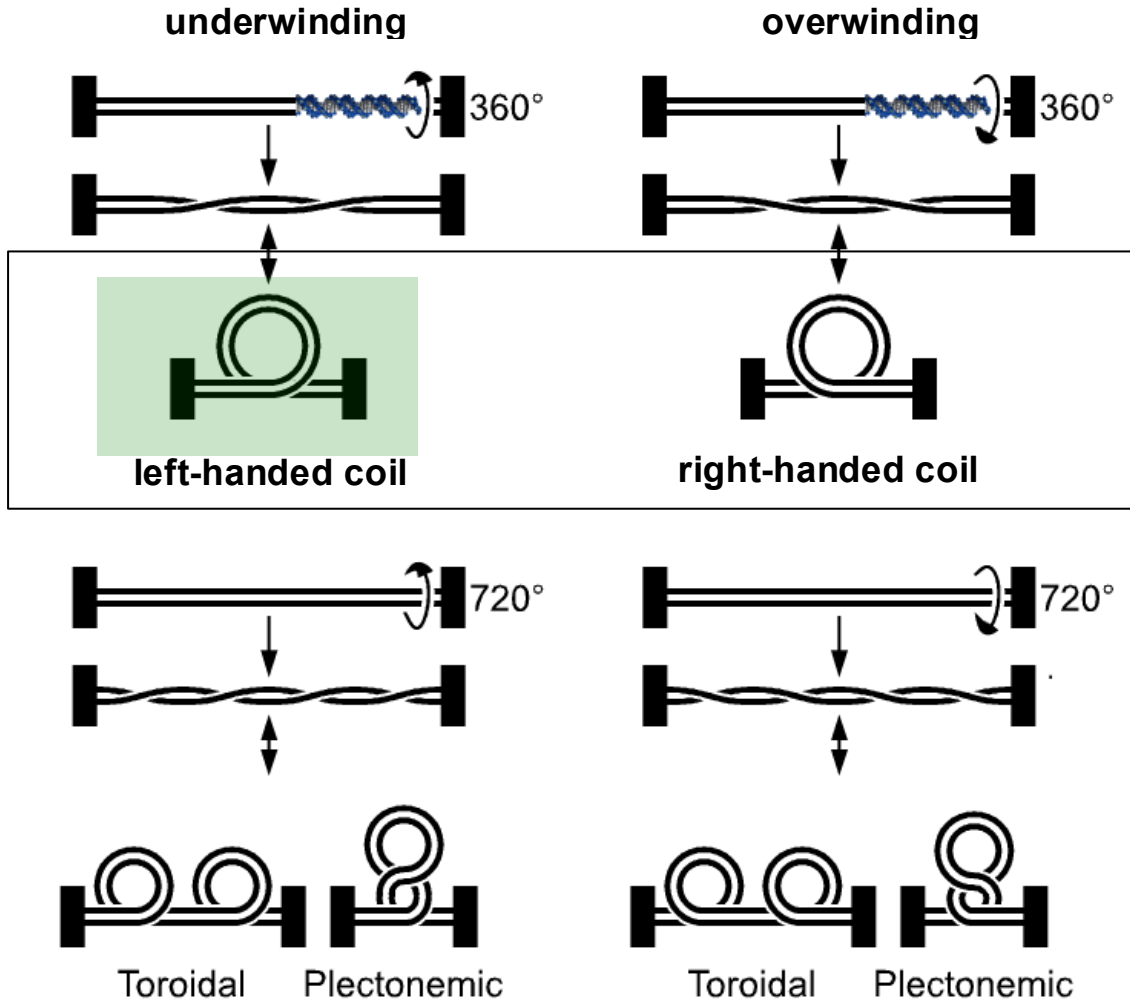 underwinding overwinding
360° 360°
left-handed coil right-handed coil
720° 720°
Toroidal Plectonemic Toroidal Plectonemic